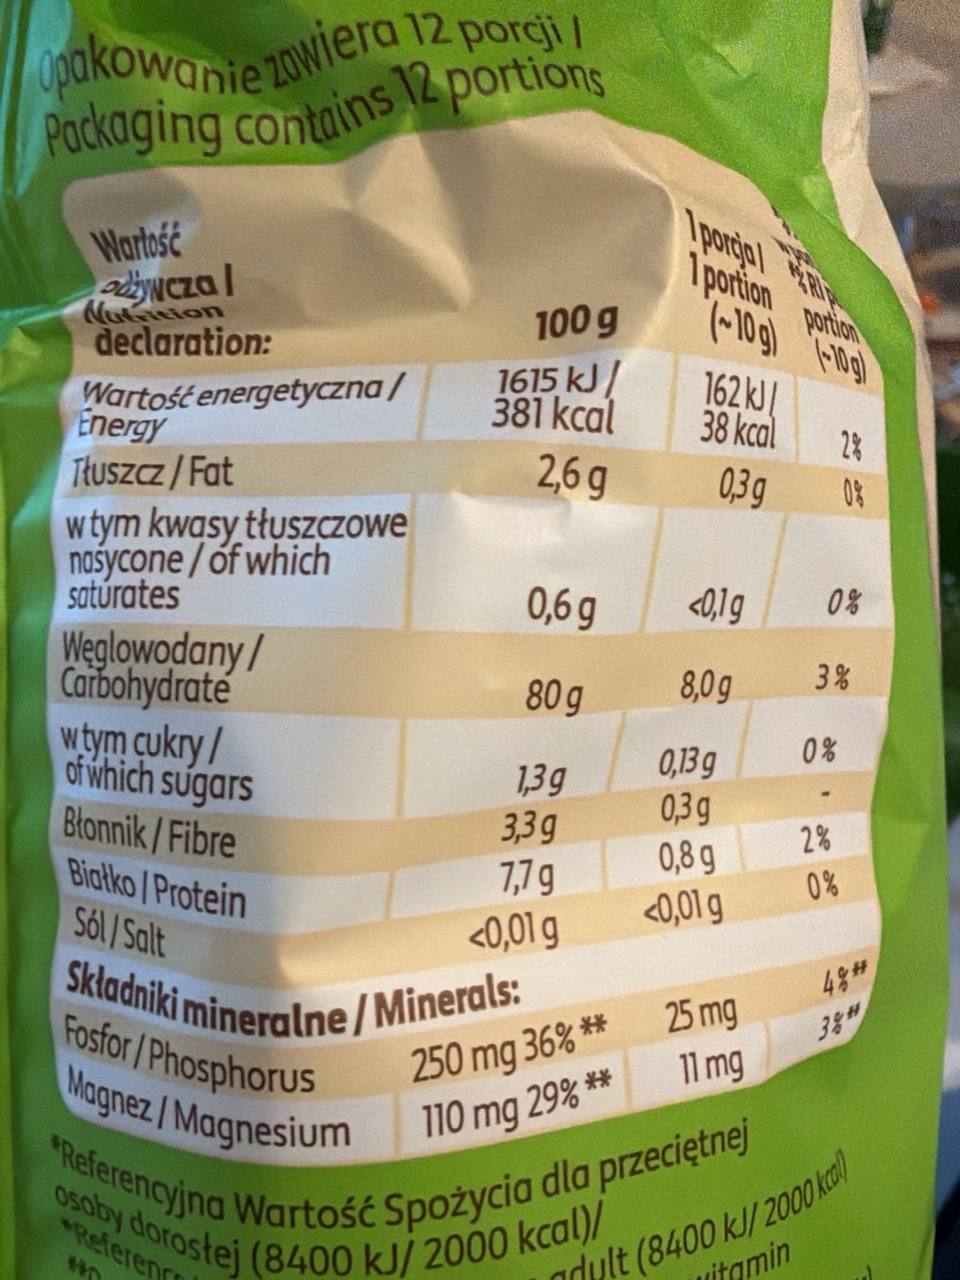 Opakowanie zawiera 12 porcji /
Packaging contains 12 portions
Wartość
odżywcza /
Nutrition
declaration:
100 g
1 porcja /
1 portion
(~10 g)
portion
(~10 g)
Wartość energetyczna /
Energy
1615 kJ /
381 kcal
162 kJ /
38 kcal
2%
Tłuszcz / Fat 2,6 g 0,3 g 0%
w tym kwasy tłuszczowe
nasycone / of which
saturates 0,6 g <0,1 g 0%
Węglowodany /
Carbohydrate 80 g 8,0 g 3%
w tym cukry /
of which sugars 1,3 g 0,13 g 0%
Błonnik / Fibre 3,3 g 0,3 g -
Białko / Protein 7,7 g 0,8 g 2%
Sól / Salt <0,01 g <0,01 g 0%
Składniki mineralne / Minerals:
Fosfor / Phosphorus 250 mg 36%** 25 mg 4%**
Magnez / Magnesium 110 mg 29%** 11 mg 3%**
*Referencyjna Wartość Spożycia dla przeciętnej
osoby dorosłej (8400 kJ/ 2000 kcal)/
adult (8400 kJ/ 2000 kcal)